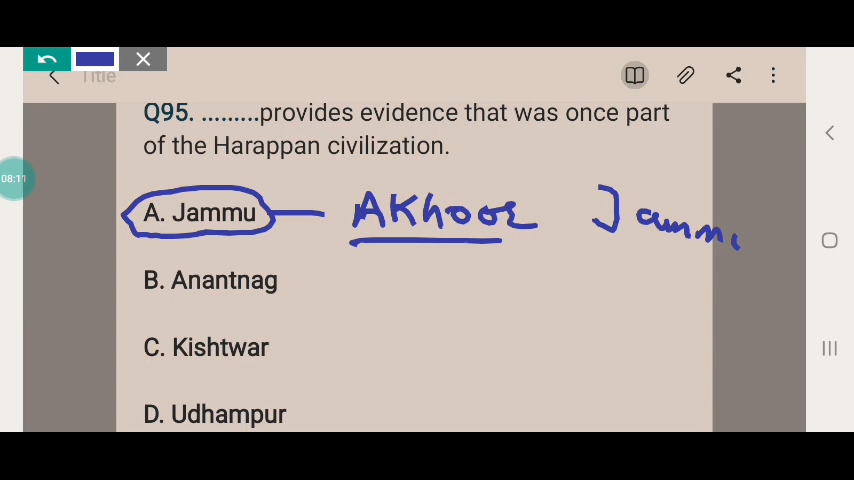 Title
Q95. .........provides evidence that was once part
of the Harappan civilization.
08:11
A. Jammu AKhoor Jammu
B. Anantnag
C. Kishtwar
D. Udhampur